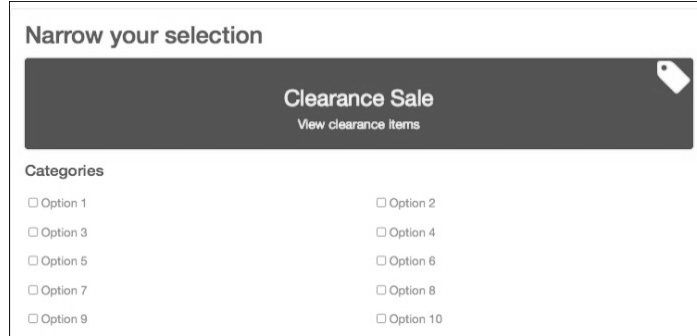 Narrow your selection
Clearance Sale
View clearance items
Categories
Option 1
Option 2
Option 3
Option 4
Option 5
Option 6
Option 7
Option 8
Option 9
Option 10